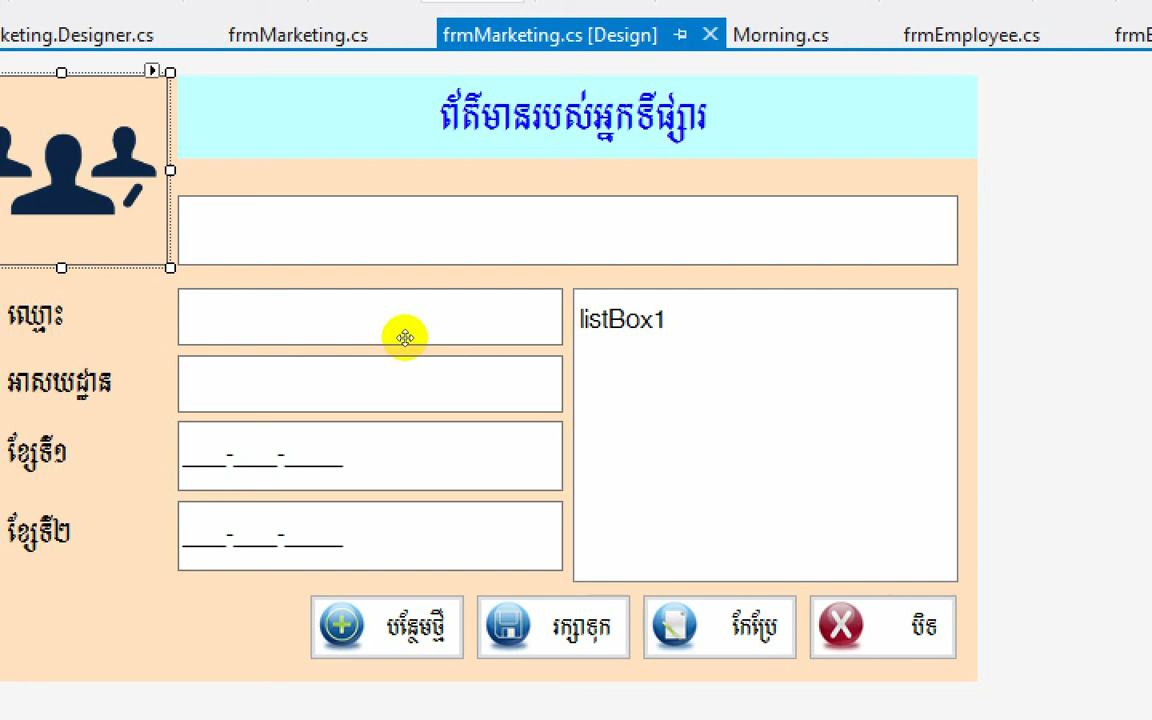 keting.Designer.cs frmMarketing.cs frmMarketing.cs [Design] Morning.cs frmEmployee.cs frmE
ព័ត៌មានរបស់អ្នកទីផ្សារ
ឈ្មោះ
listBox1
អាសយដ្ឋាន
ខ្សែទី១
___-___-____
ខ្សែទី២
___-___-____
បន្ថែមថ្មី រក្សាទុក កែប្រែ បិទ